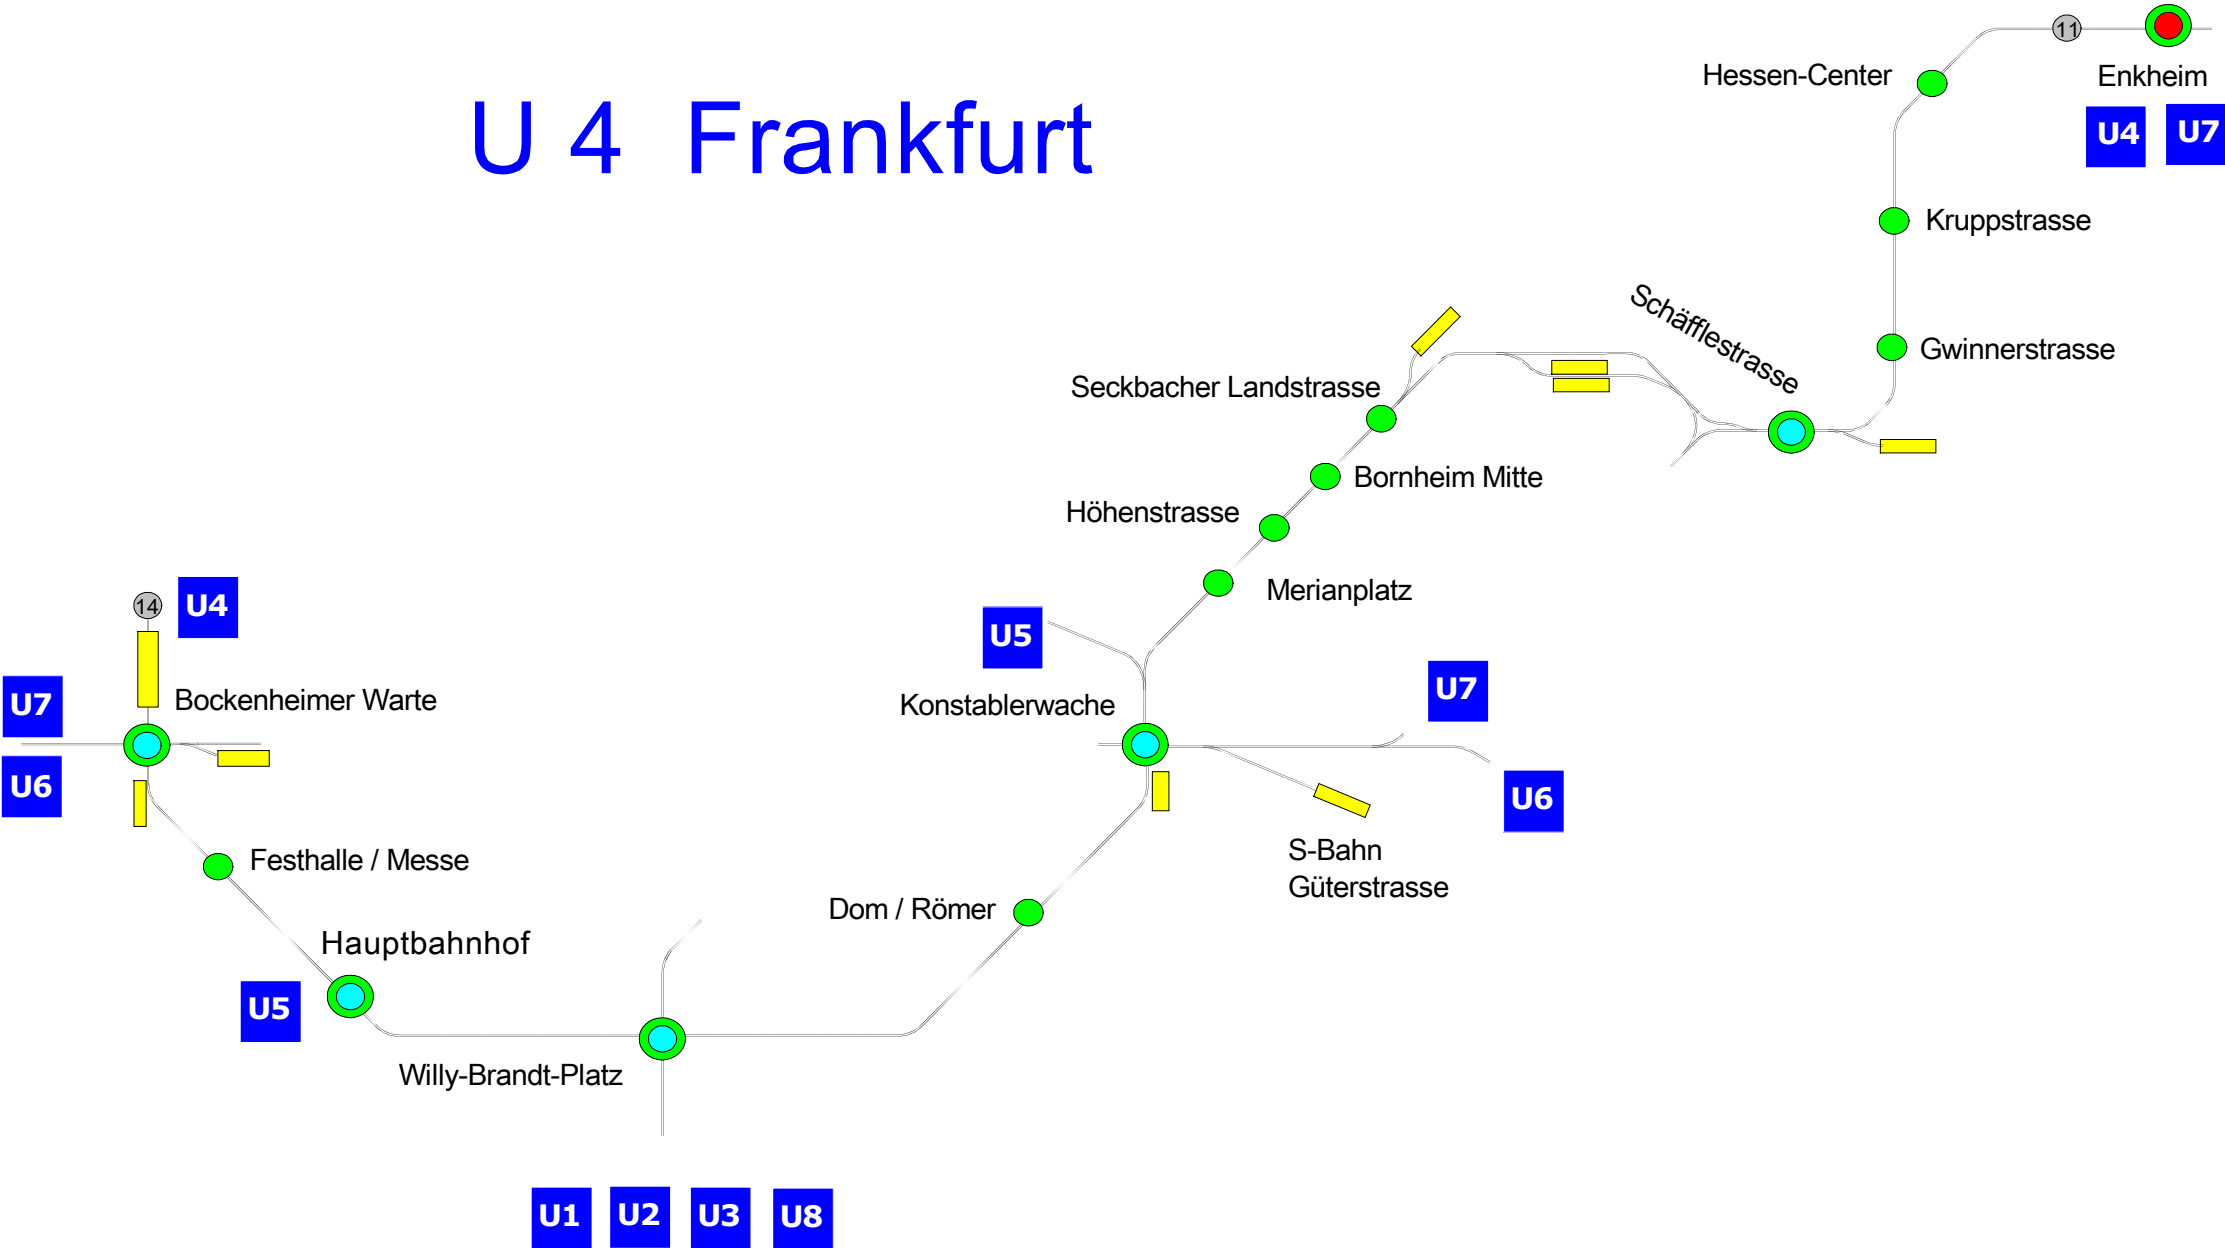 11
Hessen-Center
Enkheim
U 4 Frankfurt
U4
U7
Kruppstrasse
Schäfflestrasse
Gwinnerstrasse
Seckbacher Landstrasse
Bornheim Mitte
Höhenstrasse
Merianplatz
14
U4
U5
U7
Bockenheimer Warte
Konstablerwache
U7
U6
U6
S-Bahn
Güterstrasse
Festhalle / Messe
Dom / Römer
Hauptbahnhof
U5
Willy-Brandt-Platz
U1
U2
U3
U8